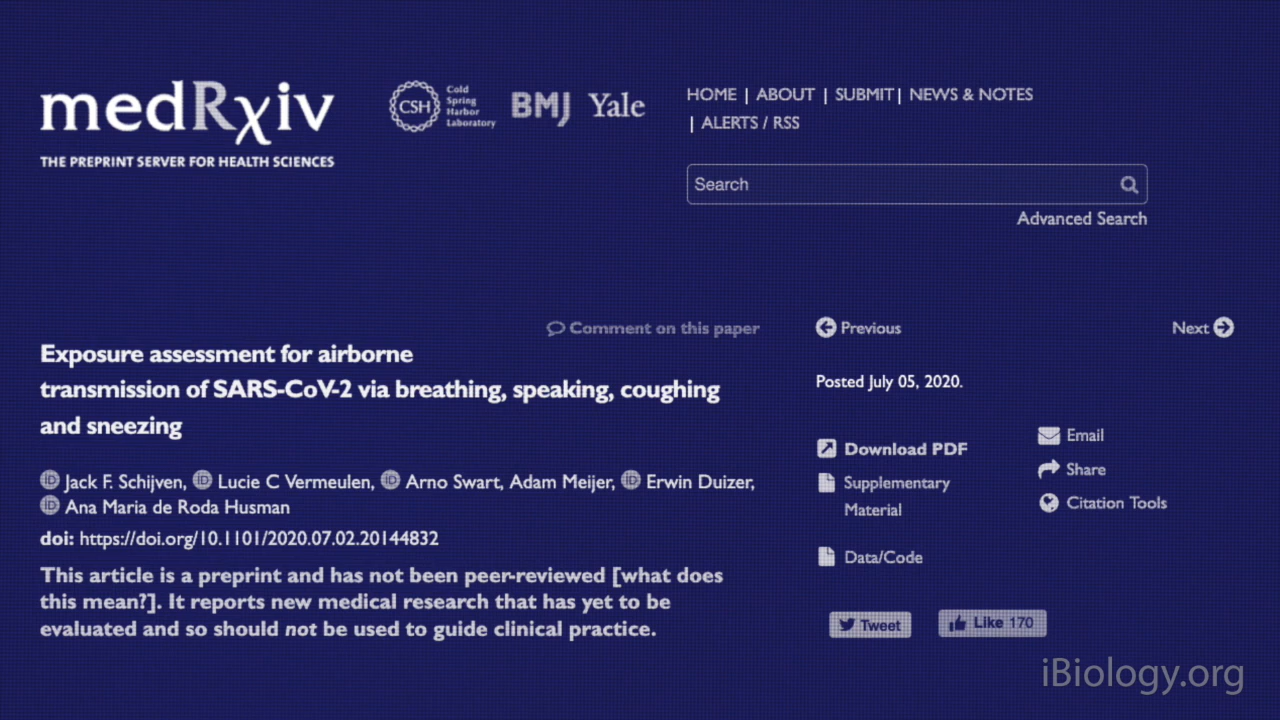 medRxiv
THE PREPRINT SERVER FOR HEALTH SCIENCES
CSH
Cold
Spring
Harbor
Laboratory
BMJ
Yale
HOME | ABOUT | SUBMIT | NEWS & NOTES
| ALERTS / RSS
Search
Advanced Search
Comment on this paper
Exposure assessment for airborne
transmission of SARS-CoV-2 via breathing, speaking, coughing
and sneezing
iD Jack F. Schijven, iD Lucie C Vermeulen, iD Arno Swart, Adam Meijer, iD Erwin Duizer,
iD Ana Maria de Roda Husman
doi: https://doi.org/10.1101/2020.07.02.20144832
This article is a preprint and has not been peer-reviewed [what does
this mean?]. It reports new medical research that has yet to be
evaluated and so should not be used to guide clinical practice.
Previous
Next
Posted July 05, 2020.
Download PDF
Supplementary
Material
Data/Code
Email
Share
Citation Tools
Tweet
Like 170
iBiology.org